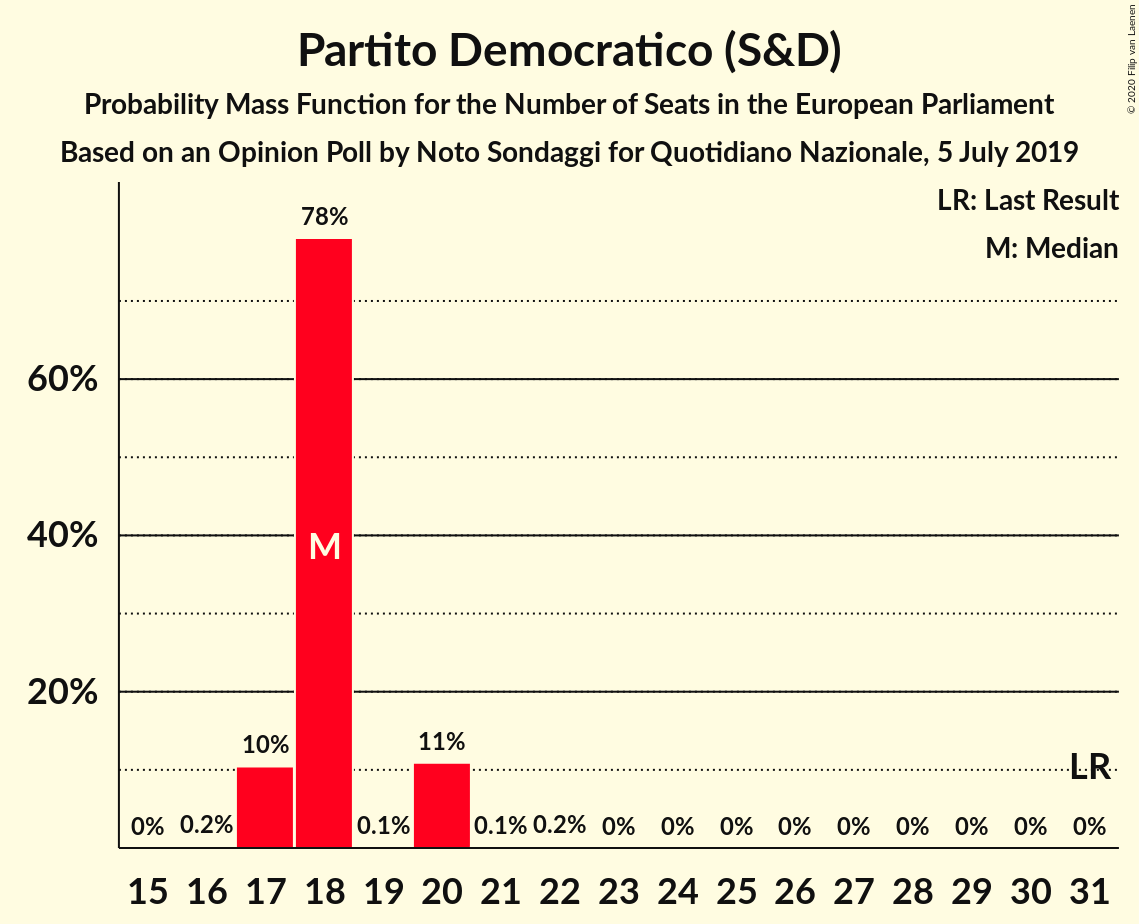 Partito Democratico (S&D)
Probability Mass Function for the Number of Seats in the European Parliament
Based on an Opinion Poll by Noto Sondaggi for Quotidiano Nazionale, 5 July 2019
© 2020 Filip van Laenen
LR: Last Result
M: Median
78%
60%
40%
M
20%
10%
11%
LR
0% 0.2% 0.1% 0.1% 0.2% 0% 0% 0% 0% 0% 0% 0% 0% 0%
15 16 17 18 19 20 21 22 23 24 25 26 27 28 29 30 31